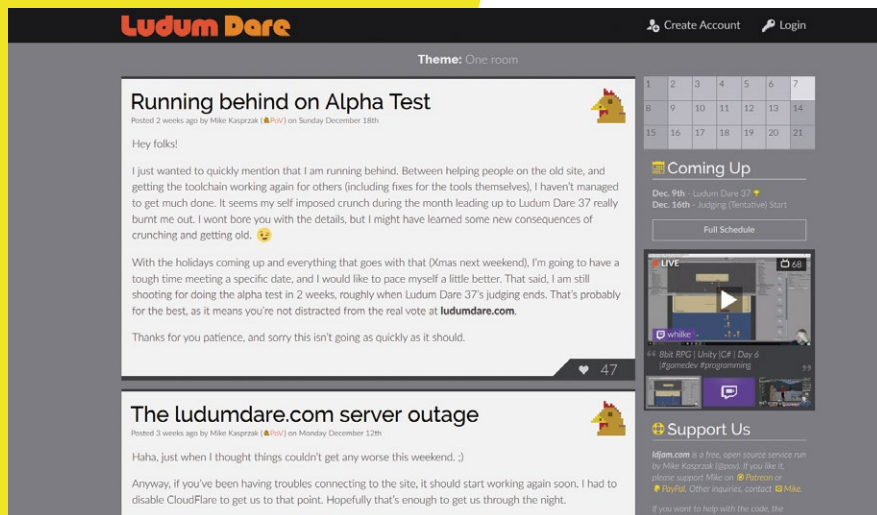 Ludum Dare
Create Account
Login
Theme: One room
Running behind on Alpha Test
Posted 2 weeks ago by Mike Kasprzak (PoV) on Sunday December 18th
Hey folks!
I just wanted to quickly mention that I am running behind. Between helping people on the old site, and
getting the toolchain working again for others (including fixes for the tools themselves), I haven't managed
to get much done. It seems my self imposed crunch during the month leading up to Ludum Dare 37 really
burnt me out. I wont bore you with the details, but I might have learned some new consequences of
crunching and getting old. 😉
With the holidays coming up and everything that goes with that (Xmas next weekend), I'm going to have a
tough time meeting a specific date, and I would like to pace myself a little better. That said, I am still
shooting for doing the alpha test in 2 weeks, roughly when Ludum Dare 37's judging ends. That's probably
for the best, as it means you're not distracted from the real vote at ludumdare.com.
Thanks for you patience, and sorry this isn't going as quickly as it should.
47
The ludumdare.com server outage
Posted 3 weeks ago by Mike Kasprzak (PoV) on Monday December 12th
Haha, just when I thought things couldn't get any worse this weekend. ;)
Anyway, if you've been having troubles connecting to the site, it should start working again soon. I had to
disable CloudFlare to get us to that point. Hopefully that's enough to get us through the night.
1 2 3 4 5 6 7
8 9 10 11 12 13 14
15 16 17 18 19 20 21
Coming Up
Dec. 9th - Ludum Dare 37
Dec. 16th - Judging (Tentative) Start
Full Schedule
LIVE
68
whilke
“ 8bit RPG | Unity |C# | Day 6
|#gamedev #programming ”
Support Us
ldjam.com is a free, open source service run
by Mike Kasprzak (@pov). If you like it,
please support Mike on Patreon or
PayPal. Other inquiries, contact Mike.
If you want to help with the code, the